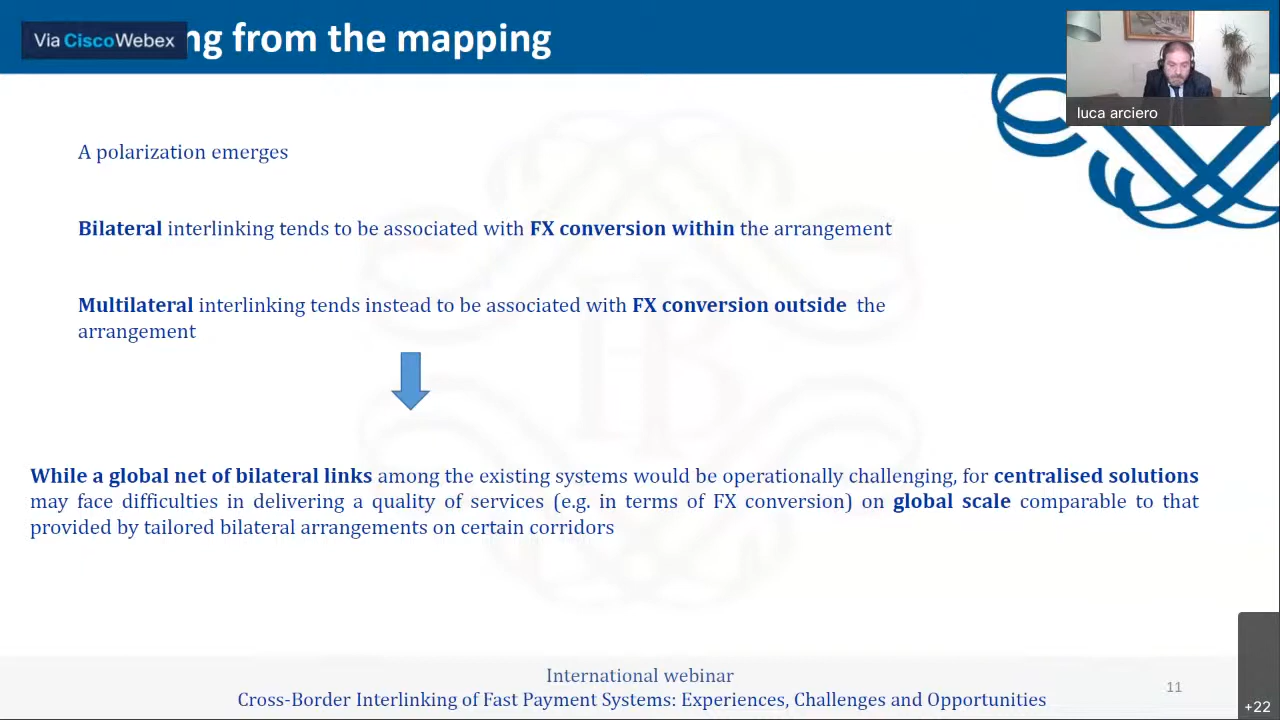 Via CiscoWebex
ng from the mapping
luca arciero
A polarization emerges
Bilateral interlinking tends to be associated with FX conversion within the arrangement
Multilateral interlinking tends instead to be associated with FX conversion outside the
arrangement
While a global net of bilateral links among the existing systems would be operationally challenging, for centralised solutions
may face difficulties in delivering a quality of services (e.g. in terms of FX conversion) on global scale comparable to that
provided by tailored bilateral arrangements on certain corridors
International webinar
Cross-Border Interlinking of Fast Payment Systems: Experiences, Challenges and Opportunities
11
+22